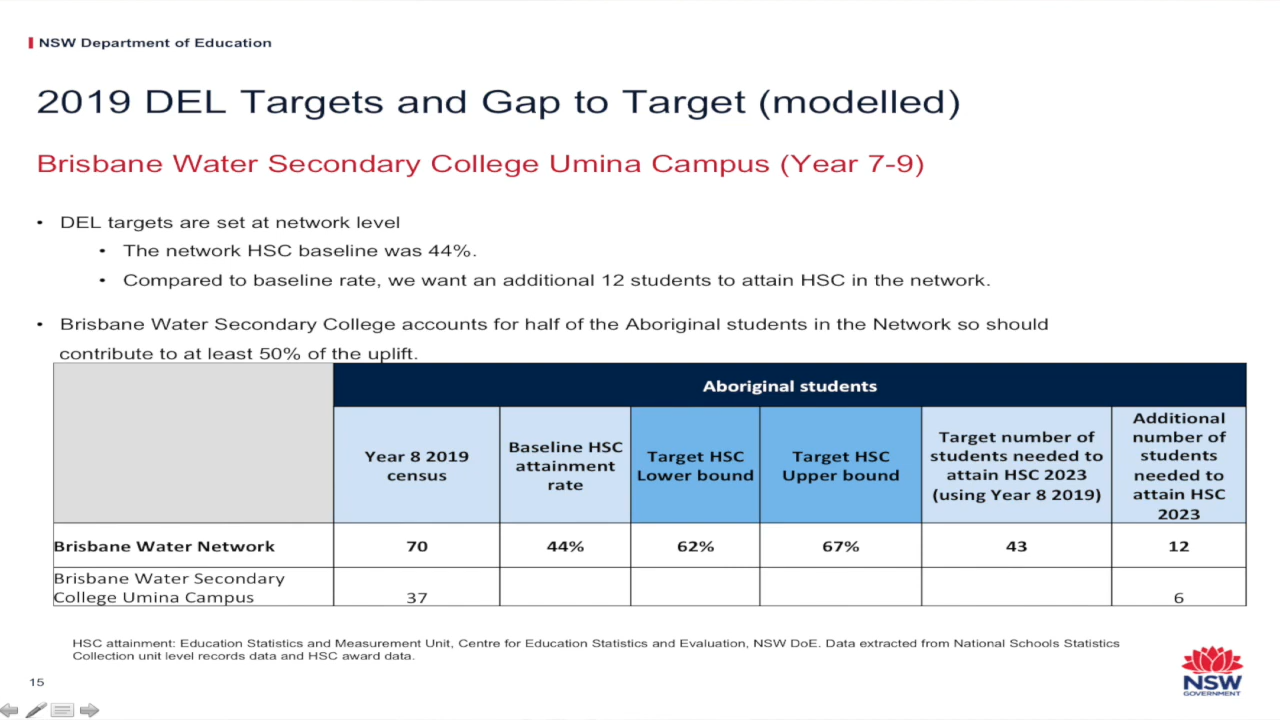 NSW Department of Education
2019 DEL Targets and Gap to Target (modelled)
Brisbane Water Secondary College Umina Campus (Year 7-9)
• DEL targets are set at network level
• The network HSC baseline was 44%.
• Compared to baseline rate, we want an additional 12 students to attain HSC in the network.
• Brisbane Water Secondary College accounts for half of the Aboriginal students in the Network so should
contribute to at least 50% of the uplift.
Aboriginal students
Year 8 2019
census
Baseline HSC
attainment
rate
Target HSC
Lower bound
Target HSC
Upper bound
Target number of
students needed to
attain HSC 2023
(using Year 8 2019)
Additional
number of
students
needed to
attain HSC
2023
Brisbane Water Network 70 44% 62% 67% 43 12
Brisbane Water Secondary
College Umina Campus 37 6
HSC attainment: Education Statistics and Measurement Unit, Centre for Education Statistics and Evaluation, NSW DoE. Data extracted from National Schools Statistics
Collection unit level records data and HSC award data.
15
NSW
GOVERNMENT